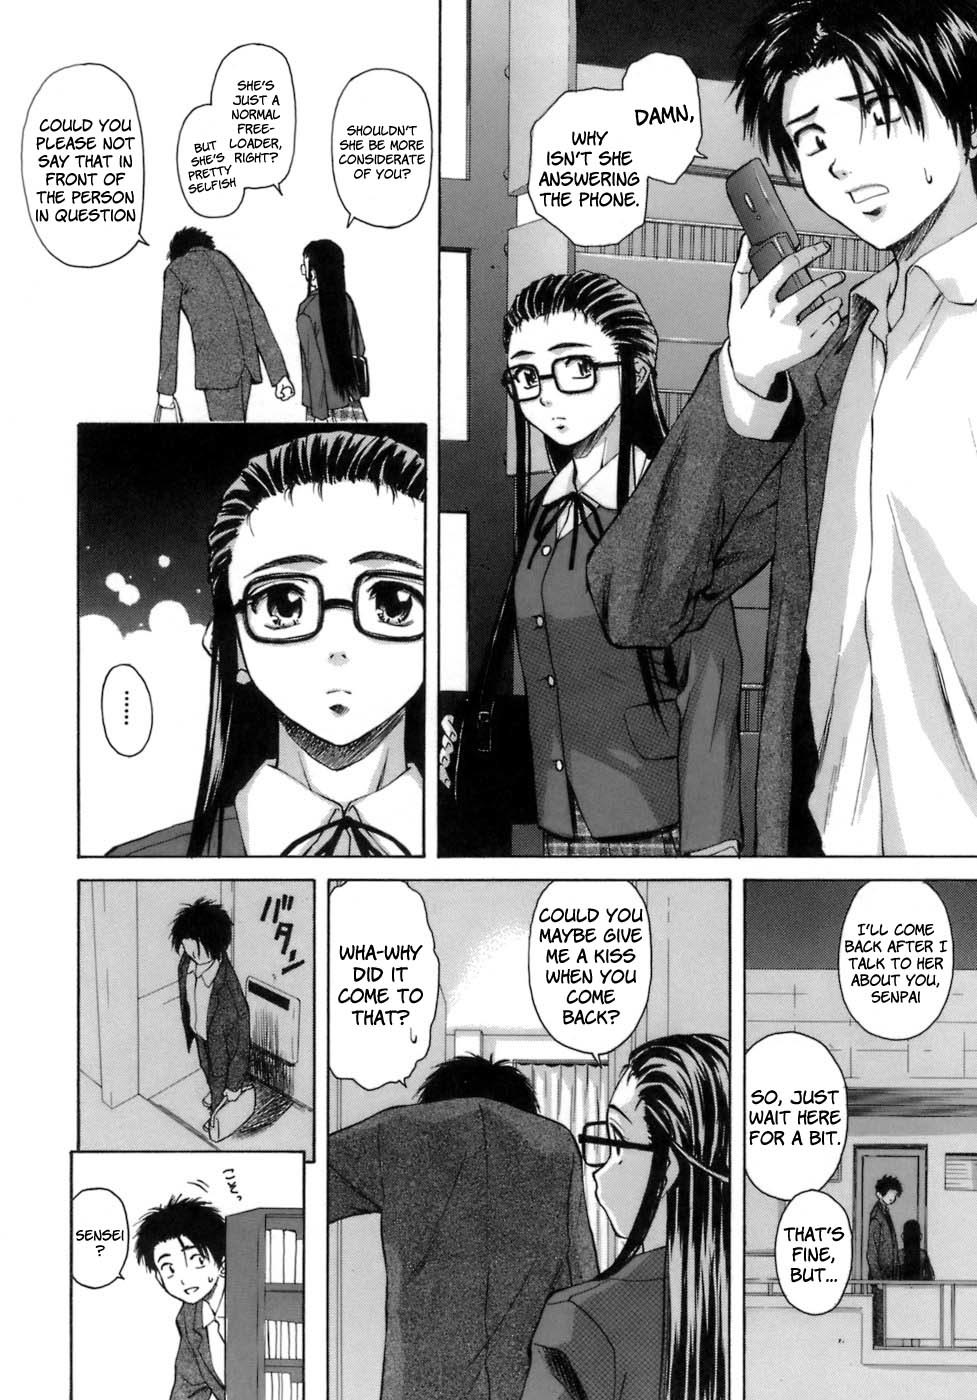 DAMN,
WHY
ISN'T SHE
ANSWERING
THE
PHONE.
SHOULDN'T
SHE BE MORE
CONSIDERATE
OF YOU?
SHE'S
JUST A
NORMAL
FREE-
LOADER,
RIGHT?
BUT
SHE'S
PRETTY
SELFISH
COULD YOU
PLEASE NOT
SAY THAT IN
FRONT OF
THE PERSON
IN QUESTION
........
I'LL COME
BACK AFTER I
TALK TO HER
ABOUT YOU,
SENPAI
SO, JUST
WAIT HERE
FOR A BIT.
THAT'S
FINE,
BUT...
COULD YOU
MAYBE GIVE
ME A KISS
WHEN YOU
COME
BACK?
WHA-WHY
DID IT
COME TO
THAT?
バタン
こそっ
SENSEI
?